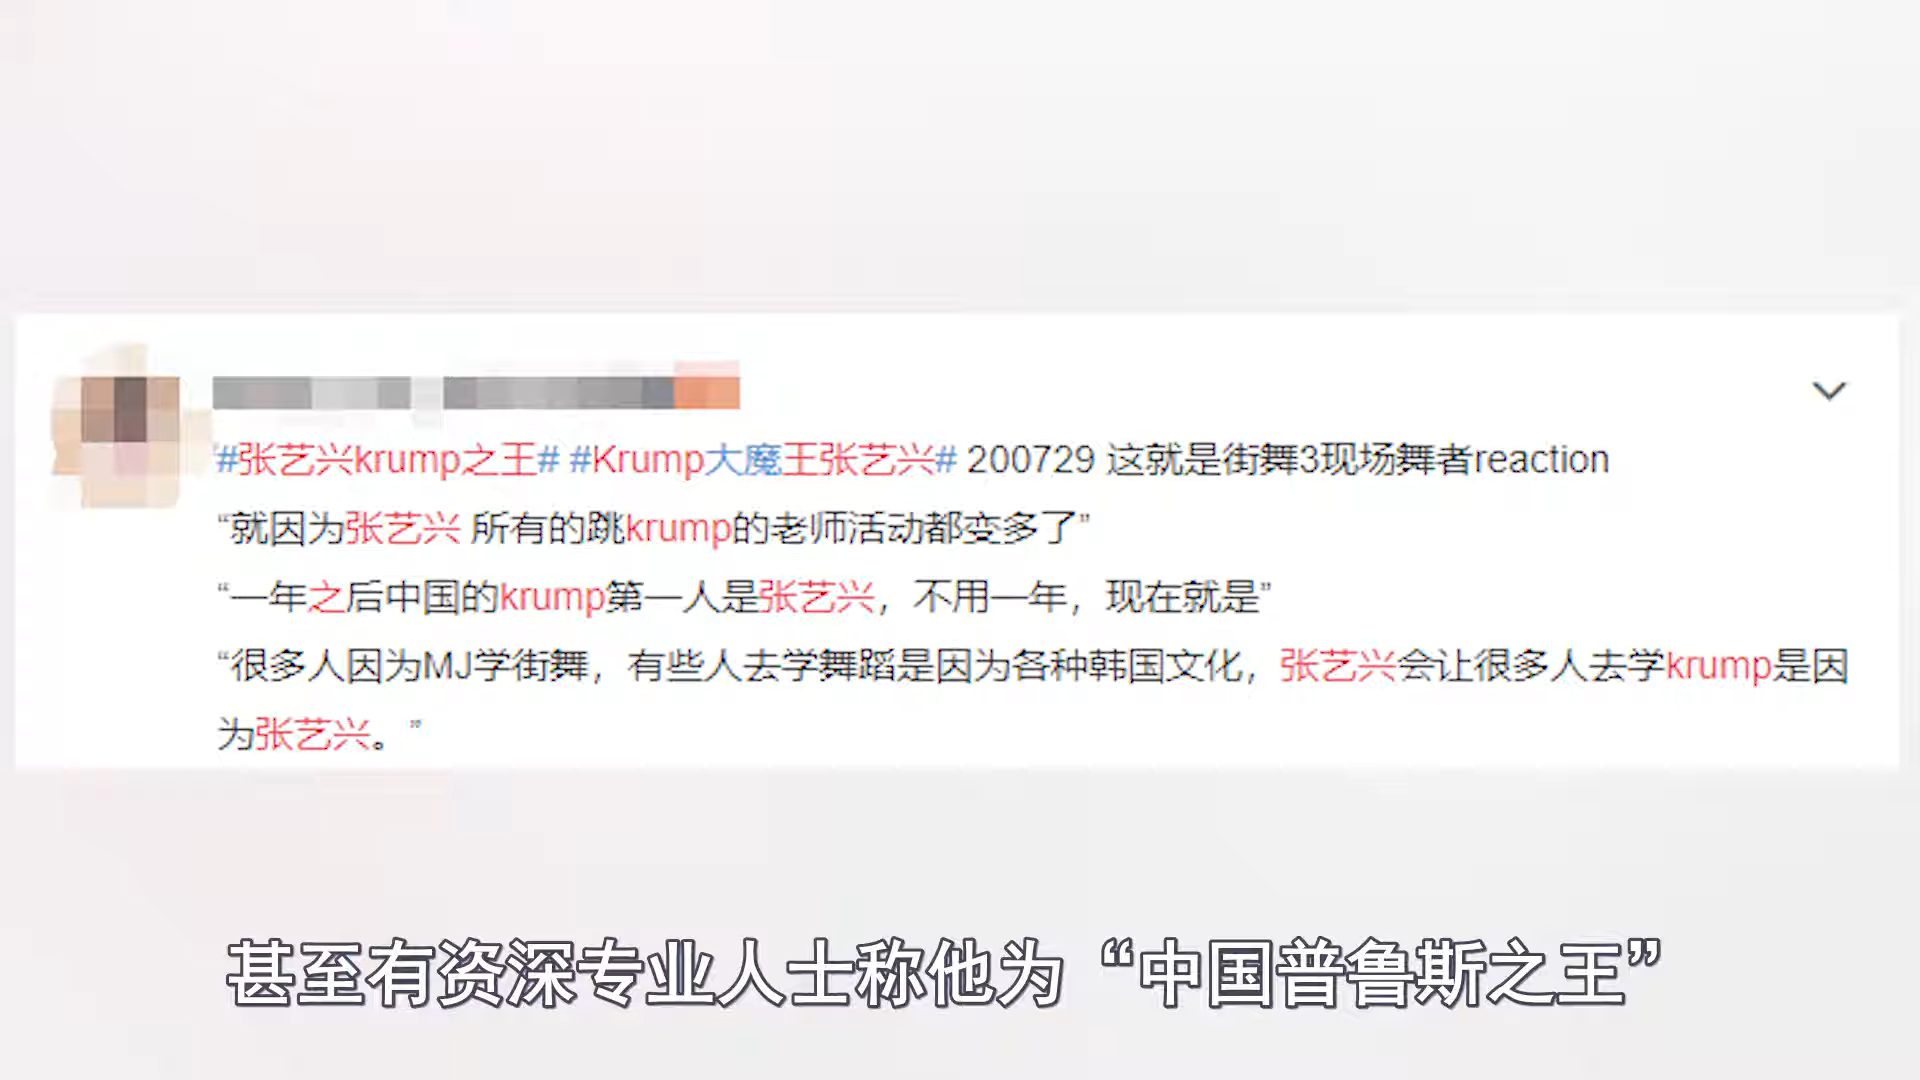 #张艺兴krump之王# #Krump大魔王张艺兴# 200729 这就是街舞3现场舞者reaction
“就因为张艺兴 所有的跳krump的老师活动都变多了”
“一年之后中国的krump第一人是张艺兴，不用一年，现在就是”
“很多人因为MJ学街舞，有些人去学舞蹈是因为各种韩国文化，张艺兴会让很多人去学krump是因
为张艺兴。”
甚至有资深专业人士称他为“中国普鲁斯之王”